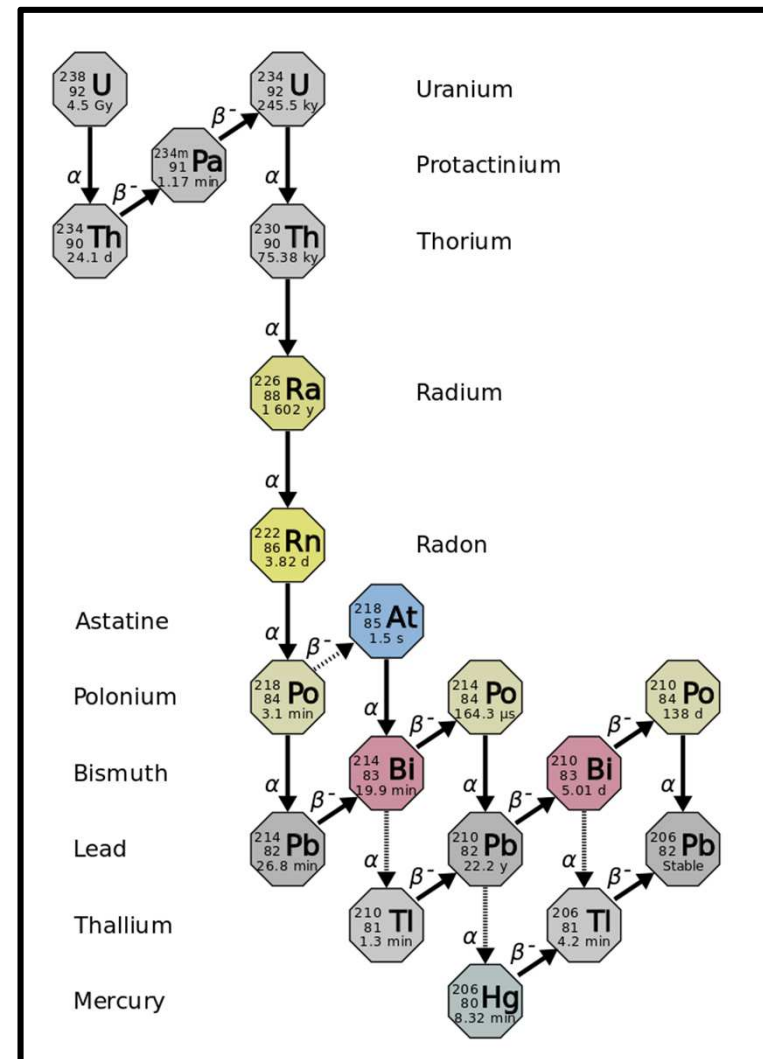 238
92 U
4.5 Gy
234
92 U
245.5 ky
Uranium
β⁻
234m
91 Pa
1.17 min
Protactinium
α
β⁻
α
234
90 Th
24.1 d
230
90 Th
75.38 ky
Thorium
α
226
88 Ra
1 602 y
Radium
α
222
86 Rn
3.82 d
Radon
Astatine
218
85 At
1.5 s
α
β⁻
Polonium
218
84 Po
3.1 min
α
214
84 Po
164.3 µs
210
84 Po
138 d
β⁻
β⁻
Bismuth
214
83 Bi
19.9 min
210
83 Bi
5.01 d
α
β⁻
α
β⁻
α
Lead
214
82 Pb
26.8 min
210
82 Pb
22.2 y
206
82 Pb
Stable
α
β⁻
α
β⁻
Thallium
210
81 Tl
1.3 min
206
81 Tl
4.2 min
α
β⁻
Mercury
206
80 Hg
8.32 min